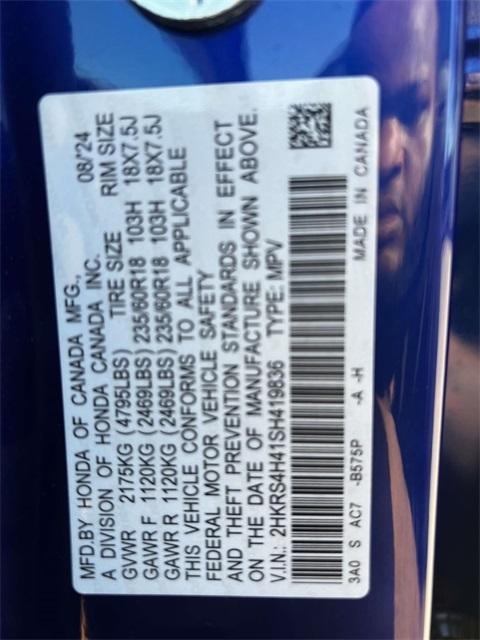 MFD.BY HONDA OF CANADA MFG., 08/'24
A DIVISION OF HONDA CANADA INC.
GVWR 2175KG (4795LBS) TIRE SIZE RIM SIZE
GAWR F 1120KG (2469LBS) 235/60R18 103H 18X7.5J
GAWR R 1120KG (2469LBS) 235/60R18 103H 18X7.5J
THIS VEHICLE CONFORMS TO ALL APPLICABLE
FEDERAL MOTOR VEHICLE SAFETY
AND THEFT PREVENTION STANDARDS IN EFFECT
ON THE DATE OF MANUFACTURE SHOWN ABOVE.
V.I.N.: 2HKRS4H41SH419836 TYPE: MPV
3A0 S AC7 -B575P -A -H MADE IN CANADA